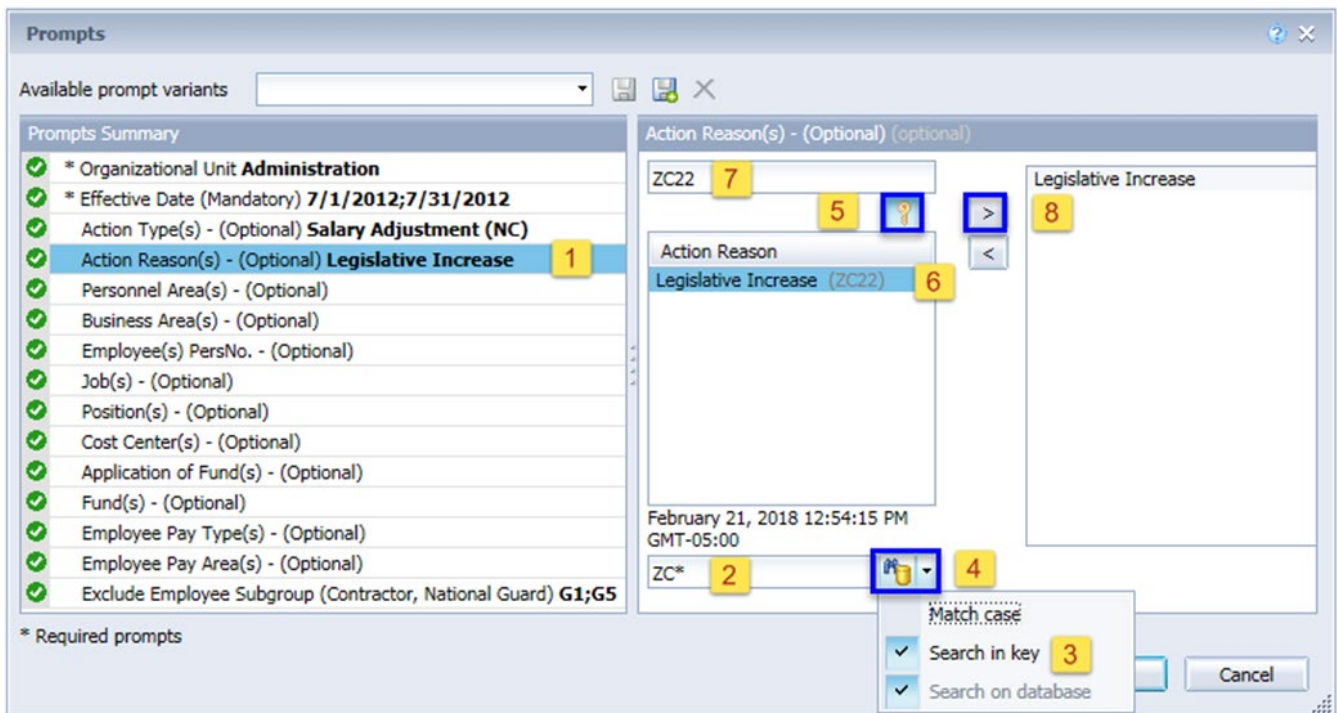 Prompts
Available prompt variants
Prompts Summary
* Organizational Unit Administration
* Effective Date (Mandatory) 7/1/2012;7/31/2012
Action Type(s) - (Optional) Salary Adjustment (NC)
Action Reason(s) - (Optional) Legislative Increase 1
Personnel Area(s) - (Optional)
Business Area(s) - (Optional)
Employee(s) PersNo. - (Optional)
Job(s) - (Optional)
Position(s) - (Optional)
Cost Center(s) - (Optional)
Application of Fund(s) - (Optional)
Fund(s) - (Optional)
Employee Pay Type(s) - (Optional)
Employee Pay Area(s) - (Optional)
Exclude Employee Subgroup (Contractor, National Guard) G1;G5
* Required prompts
Action Reason(s) - (Optional) (optional)
ZC22 7
5
Action Reason
Legislative Increase (ZC22) 6
February 21, 2018 12:54:15 PM
GMT-05:00
ZC* 2
4
Match case
Search in key 3
Search on database
>
<
Legislative Increase
8
Cancel